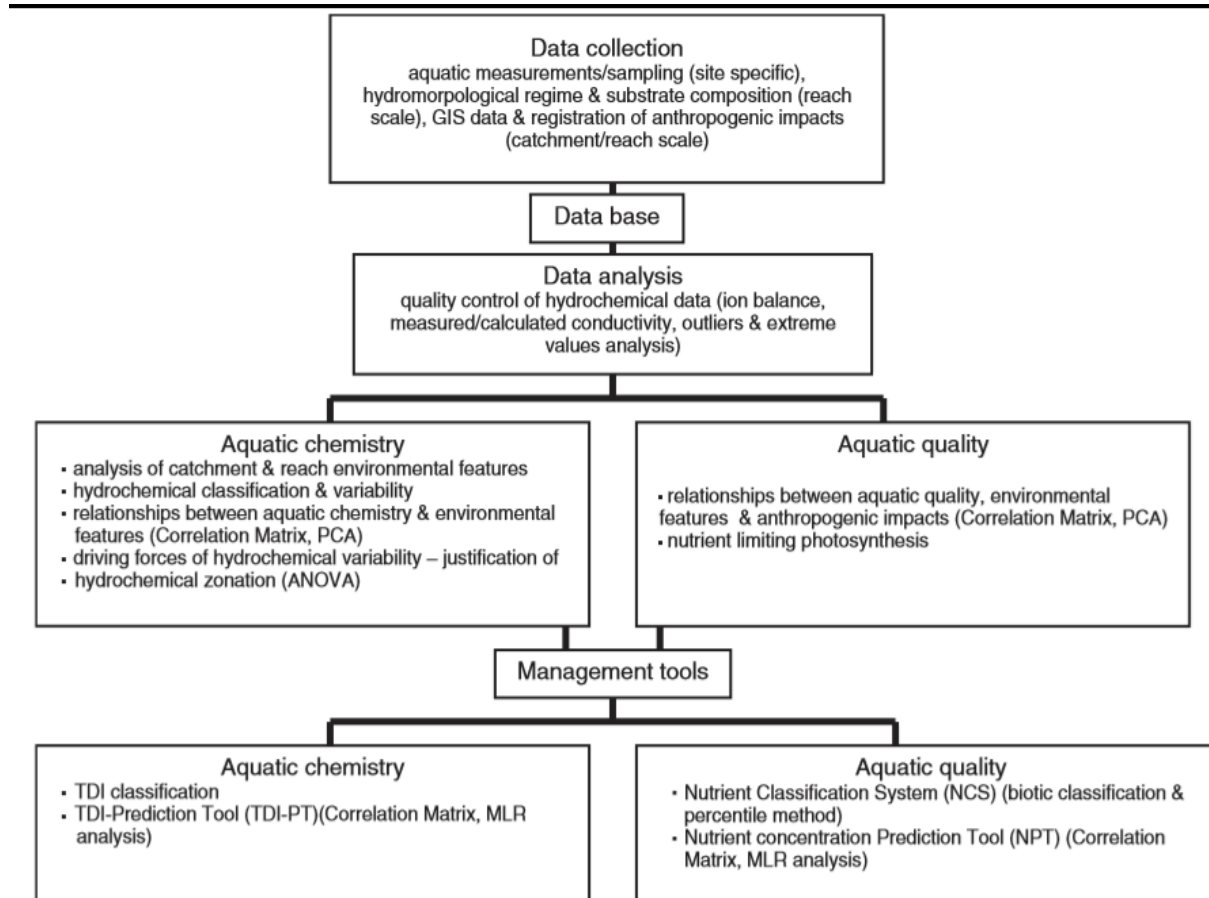 Data collection
aquatic measurements/sampling (site specific),
hydromorpological regime & substrate composition (reach
scale), GIS data & registration of anthropogenic impacts
(catchment/reach scale)
Data base
Data analysis
quality control of hydrochemical data (ion balance,
measured/calculated conductivity, outliers & extreme
values analysis)
Aquatic chemistry
▪ analysis of catchment & reach environmental features
▪ hydrochemical classification & variability
▪ relationships between aquatic chemistry & environmental
features (Correlation Matrix, PCA)
▪ driving forces of hydrochemical variability – justification of
▪ hydrochemical zonation (ANOVA)
Aquatic quality
▪ relationships between aquatic quality, environmental
features & anthropogenic impacts (Correlation Matrix, PCA)
▪ nutrient limiting photosynthesis
Management tools
Aquatic chemistry
▪ TDI classification
▪ TDI-Prediction Tool (TDI-PT)(Correlation Matrix, MLR
analysis)
Aquatic quality
▪ Nutrient Classification System (NCS) (biotic classification &
percentile method)
▪ Nutrient concentration Prediction Tool (NPT) (Correlation
Matrix, MLR analysis)